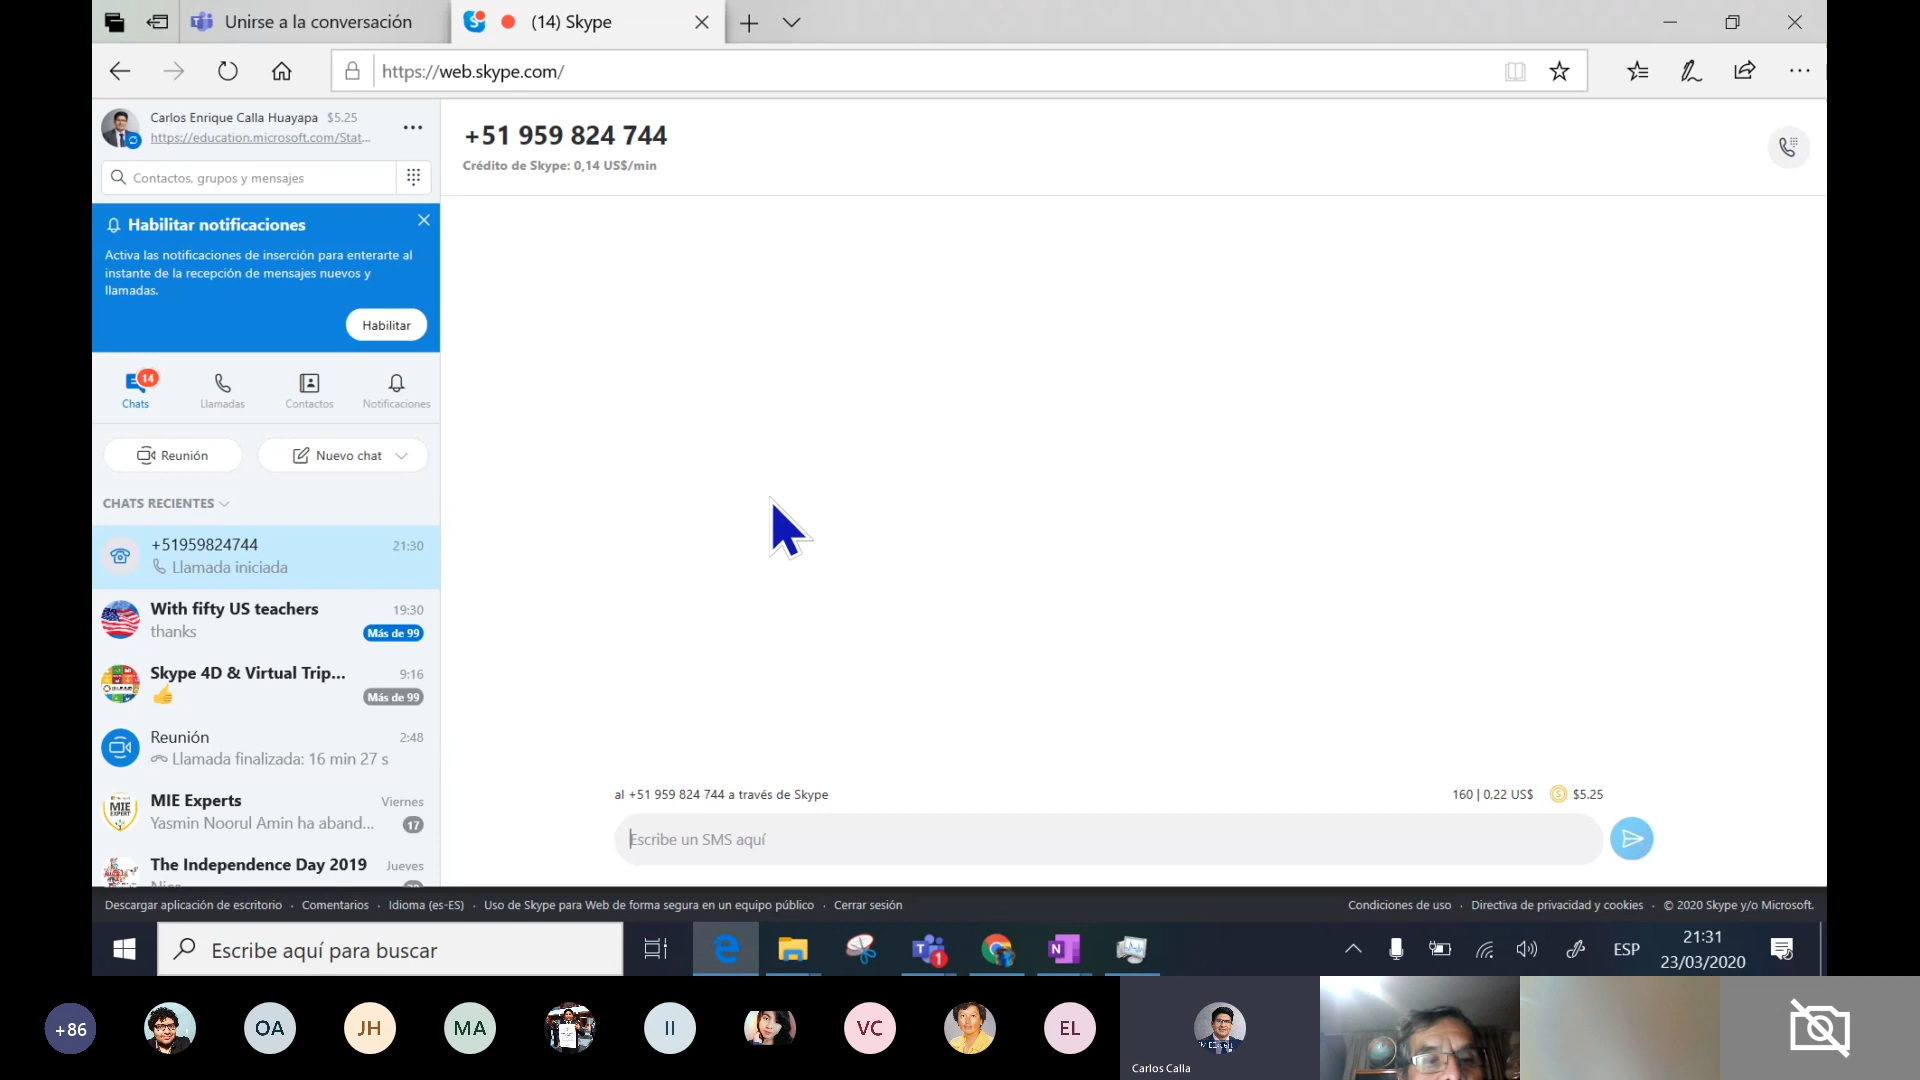 Unirse a la conversación
(14) Skype
https://web.skype.com/
Carlos Enrique Calla Huayapa $5.25
https://education.microsoft.com/Stat...
Contactos, grupos y mensajes
Habilitar notificaciones
Activa las notificaciones de inserción para enterarte al
instante de la recepción de mensajes nuevos y
llamadas.
Habilitar
14
Chats
Llamadas
Contactos
Notificaciones
Reunión
Nuevo chat
CHATS RECIENTES
+51959824744 21:30
Llamada iniciada
With fifty US teachers 19:30
thanks Más de 99
Skype 4D & Virtual Trip... 9:16
Más de 99
Reunión 2:48
Llamada finalizada: 16 min 27 s
MIE Experts Viernes
Yasmin Noorul Amin ha aband... 17
The Independence Day 2019 Jueves
+51 959 824 744
Crédito de Skype: 0,14 US$/min
al +51 959 824 744 a través de Skype
160 | 0,22 US$ $5.25
Escribe un SMS aquí
Descargar aplicación de escritorio · Comentarios · Idioma (es-ES) · Uso de Skype para Web de forma segura en un equipo público · Cerrar sesión
Condiciones de uso · Directiva de privacidad y cookies · © 2020 Skype y/o Microsoft.
Escribe aquí para buscar
1
ESP
21:31
23/03/2020
+86
OA
JH
MA
II
VC
EL
Carlos Calla